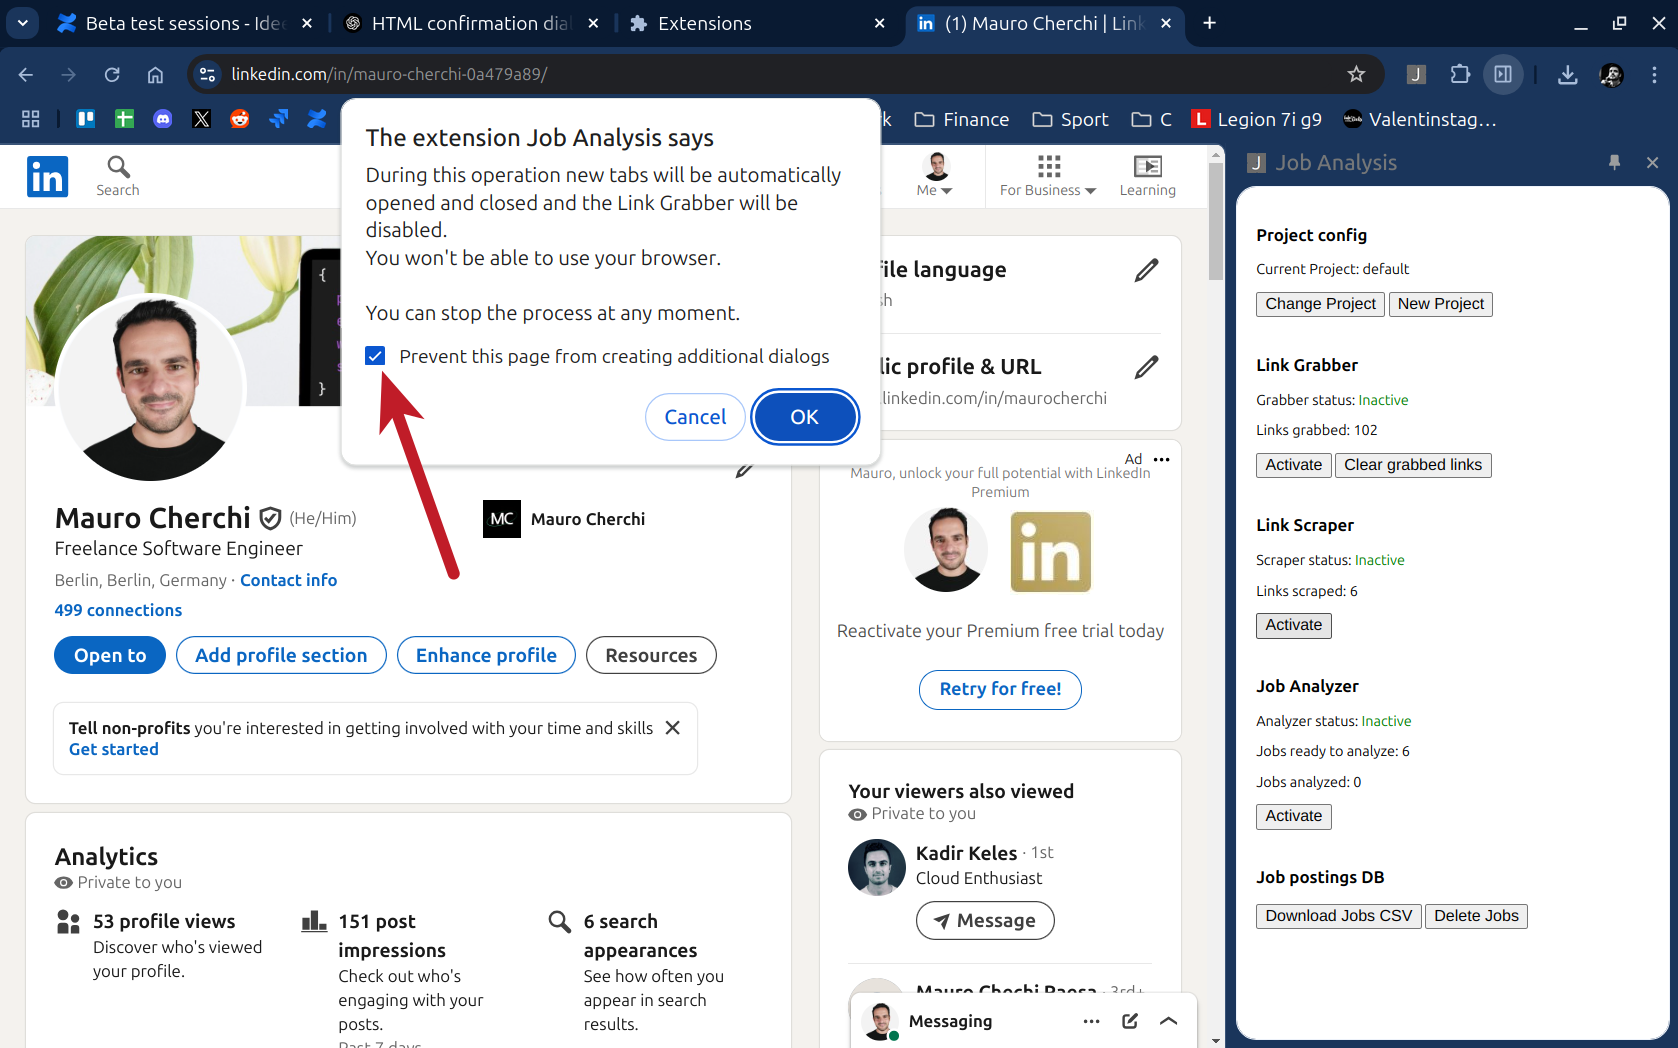 Beta test sessions - Ide
HTML confirmation dia
Extensions
(1) Mauro Cherchi | Link
linkedin.com/in/mauro-cherchi-0a479a89/
J
X
Finance
Sport
C
L
Legion 7i g9
Valentinstag...
in
Search
Me
For Business
Learning
The extension Job Analysis says
During this operation new tabs will be automatically
opened and closed and the Link Grabber will be
disabled.
You won't be able to use your browser.
You can stop the process at any moment.
Prevent this page from creating additional dialogs
Cancel
OK
file language
sh
lic profile & URL
.linkedin.com/in/maurocherchi
Ad
Mauro, unlock your full potential with LinkedIn
Premium
in
Reactivate your Premium free trial today
Retry for free!
Mauro Cherchi
(He/Him)
Freelance Software Engineer
Berlin, Berlin, Germany · Contact info
499 connections
MC
Mauro Cherchi
Open to
Add profile section
Enhance profile
Resources
Tell non-profits you're interested in getting involved with your time and skills
Get started
Analytics
Private to you
53 profile views
Discover who's viewed
your profile.
151 post
impressions
Check out who's
engaging with your
posts.
Past 7 days
6 search
appearances
See how often you
appear in search
results.
Your viewers also viewed
Private to you
Kadir Keles · 1st
Cloud Enthusiast
Message
Mauro Chechi Paesa · 3rd+
Messaging
J
Job Analysis
Project config
Current Project: default
Change Project
New Project
Link Grabber
Grabber status: Inactive
Links grabbed: 102
Activate
Clear grabbed links
Link Scraper
Scraper status: Inactive
Links scraped: 6
Activate
Job Analyzer
Analyzer status: Inactive
Jobs ready to analyze: 6
Jobs analyzed: 0
Activate
Job postings DB
Download Jobs CSV
Delete Jobs